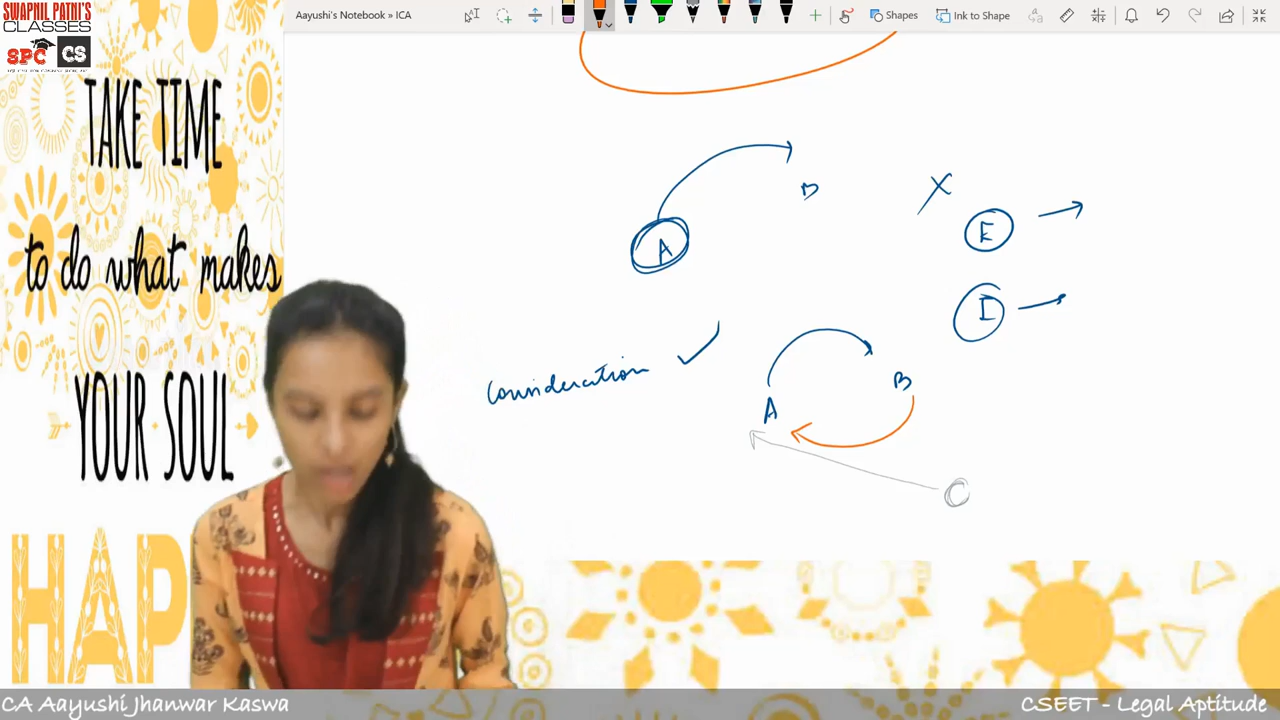 SWAPNIL PATNI'S
CLASSES
SPC CS
Aayushi's Notebook » ICA
Shapes
Ink to Shape
TAKE TIME
to do what makes
YOUR SOUL
HAP
A
B
X
E
I
Consideration ✓
A
B
C
CA Aayushi Jhanwar Kaswa
CSEET - Legal Aptitude